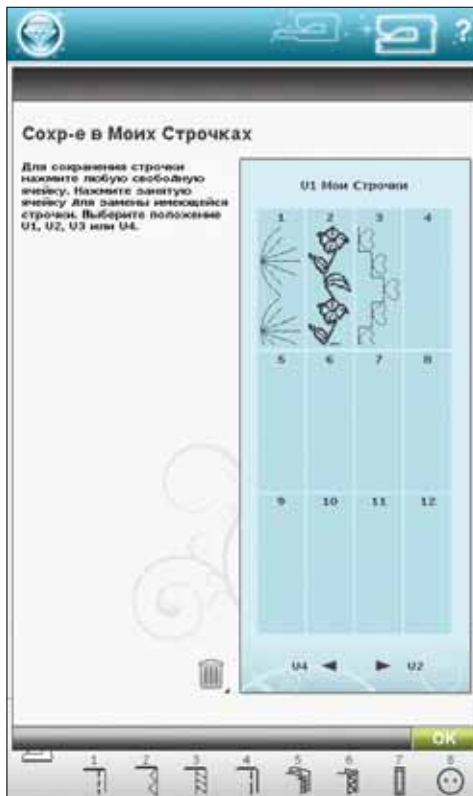 ?
Сохр-е в Моих Строчках
Для сохранения строчки
нажмите любую свободную
ячейку. Нажмите занятую
ячейку для замены имеющейся
строчки. Выберите положение
U1, U2, U3 или U4.
U1 Мои Строчки
1 2 3 4
5 6 7 8
9 10 11 12
U4 U2
OK
1 2 3 4 5 6 7 8